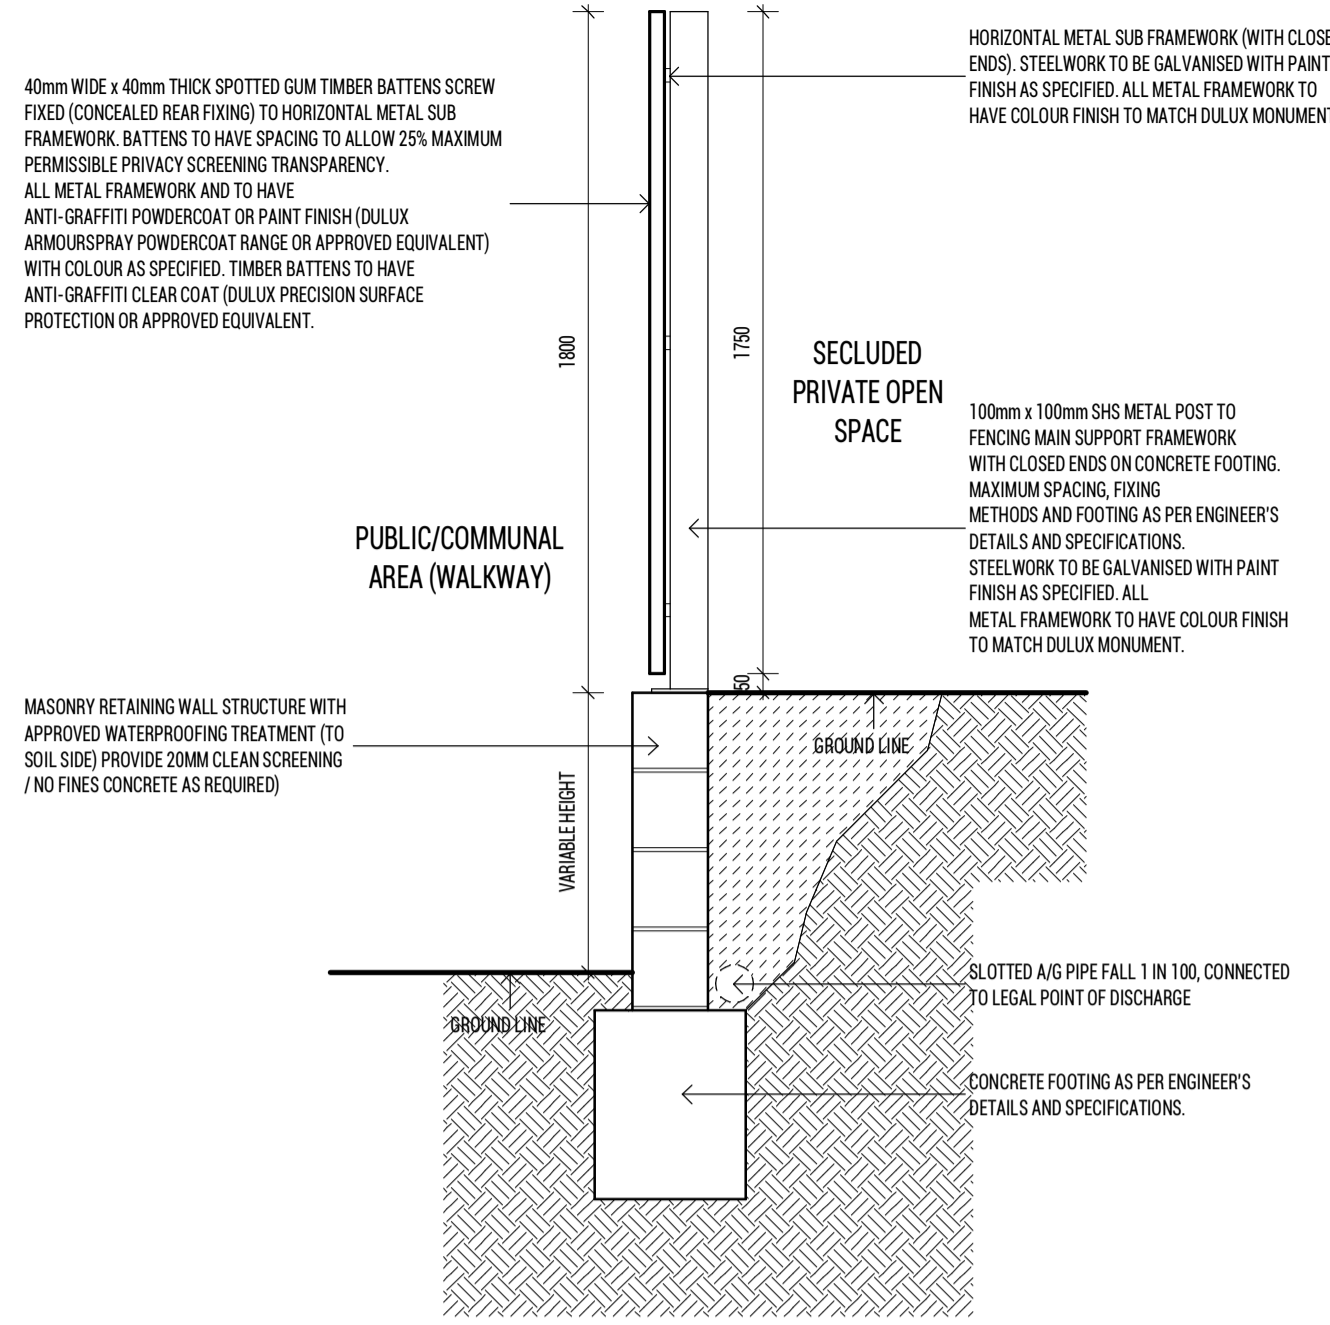 HORIZONTAL METAL SUB FRAMEWORK (WITH CLOSE
ENDS). STEELWORK TO BE GALVANISED WITH PAINT
FINISH AS SPECIFIED. ALL METAL FRAMEWORK TO
HAVE COLOUR FINISH TO MATCH DULUX MONUMENT
40mm WIDE x 40mm THICK SPOTTED GUM TIMBER BATTENS SCREW
FIXED (CONCEALED REAR FIXING) TO HORIZONTAL METAL SUB
FRAMEWORK. BATTENS TO HAVE SPACING TO ALLOW 25% MAXIMUM
PERMISSIBLE PRIVACY SCREENING TRANSPARENCY.
ALL METAL FRAMEWORK AND TO HAVE
ANTI-GRAFFITI POWDERCOAT OR PAINT FINISH (DULUX
ARMOURSPRAY POWDERCOAT RANGE OR APPROVED EQUIVALENT)
WITH COLOUR AS SPECIFIED. TIMBER BATTENS TO HAVE
ANTI-GRAFFITI CLEAR COAT (DULUX PRECISION SURFACE
PROTECTION OR APPROVED EQUIVALENT.
1800
1750
SECLUDED
PRIVATE OPEN
SPACE
100mm x 100mm SHS METAL POST TO
FENCING MAIN SUPPORT FRAMEWORK
WITH CLOSED ENDS ON CONCRETE FOOTING.
MAXIMUM SPACING, FIXING
METHODS AND FOOTING AS PER ENGINEER'S
DETAILS AND SPECIFICATIONS.
STEELWORK TO BE GALVANISED WITH PAINT
FINISH AS SPECIFIED. ALL
METAL FRAMEWORK TO HAVE COLOUR FINISH
TO MATCH DULUX MONUMENT.
PUBLIC/COMMUNAL
AREA (WALKWAY)
50
MASONRY RETAINING WALL STRUCTURE WITH
APPROVED WATERPROOFING TREATMENT (TO
SOIL SIDE) PROVIDE 20MM CLEAN SCREENING
/ NO FINES CONCRETE AS REQUIRED)
GROUND LINE
VARIABLE HEIGHT
SLOTTED A/G PIPE FALL 1 IN 100, CONNECTED
TO LEGAL POINT OF DISCHARGE
GROUND LINE
CONCRETE FOOTING AS PER ENGINEER'S
DETAILS AND SPECIFICATIONS.